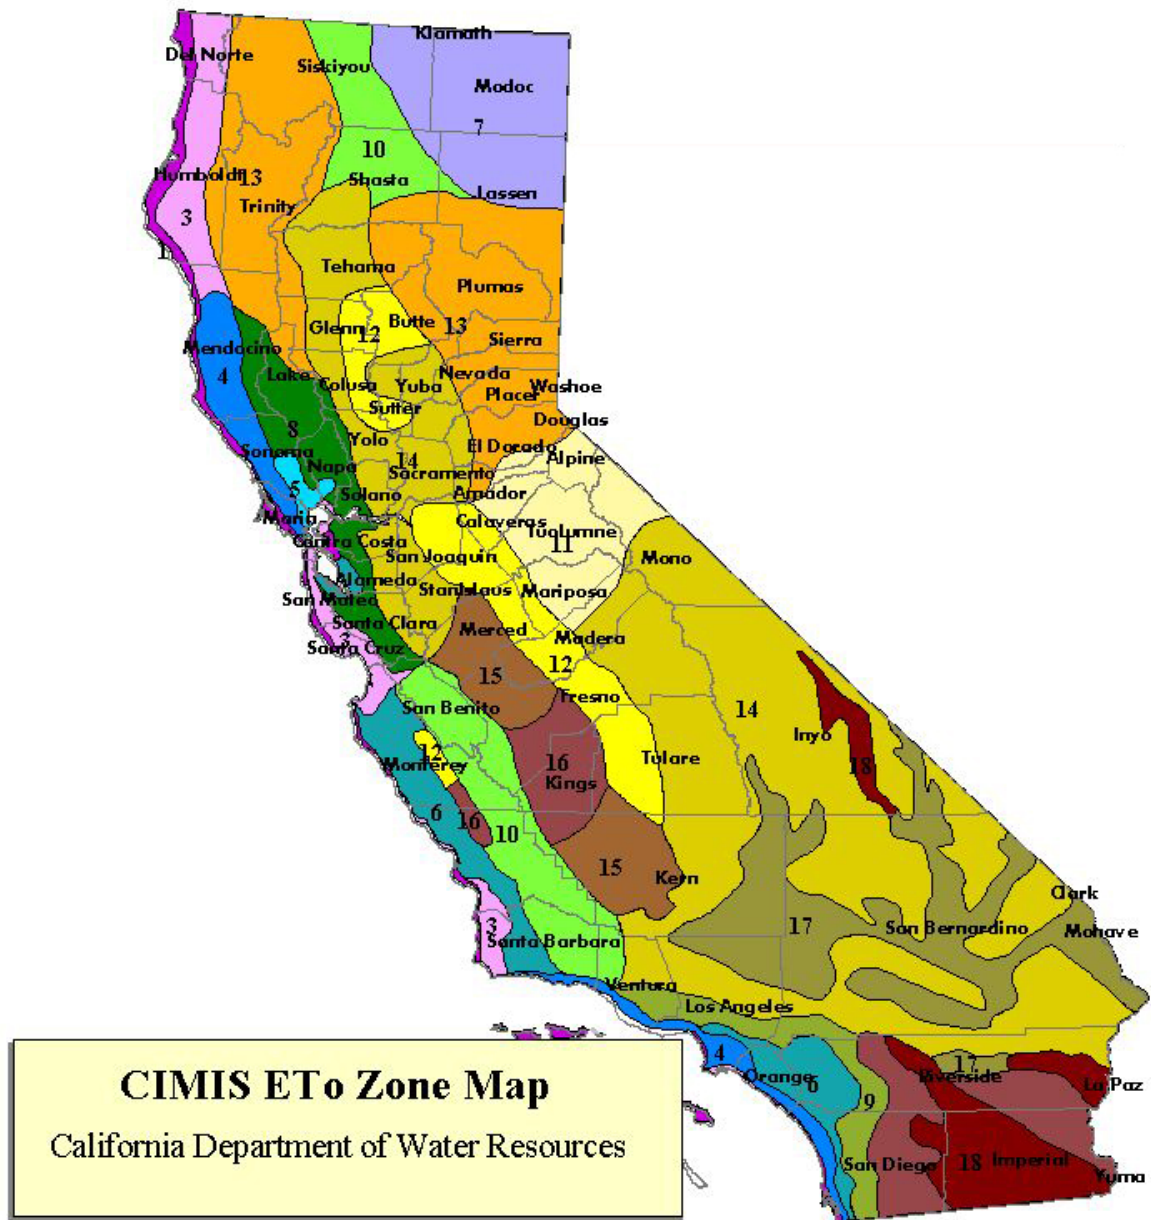 Klamath
Del Norte
Siskiyou
Modoc
7
10
Humboldt
13
Shasta
Lassen
Trinity
3
1
Tehama
Plumas
Glenn
12
Butte
13
Sierra
Mendocino
4
Lake
Colusa
Yuba
Nevada
Placer
Washoe
Sutter
Douglas
8
Yolo
El Dorado
Sonoma
Napa
14
Sacramento
Alpine
5
Solano
Amador
Marin
Calaveras
Tuolumne
Contra Costa
San Joaquin
11
Mono
Alameda
Stanislaus
Mariposa
San Mateo
Santa Clara
Merced
Madera
3
Santa Cruz
15
12
Fresno
San Benito
14
Inyo
12
Monterey
16
Kings
Tulare
18
6
16
10
15
Kern
Clark
3
Santa Barbara
17
San Bernardino
Mohave
Ventura
Los Angeles
4
Orange
6
9
17
Riverside
La Paz
San Diego
18
Imperial
Yuma
CIMIS ETo Zone Map
California Department of Water Resources